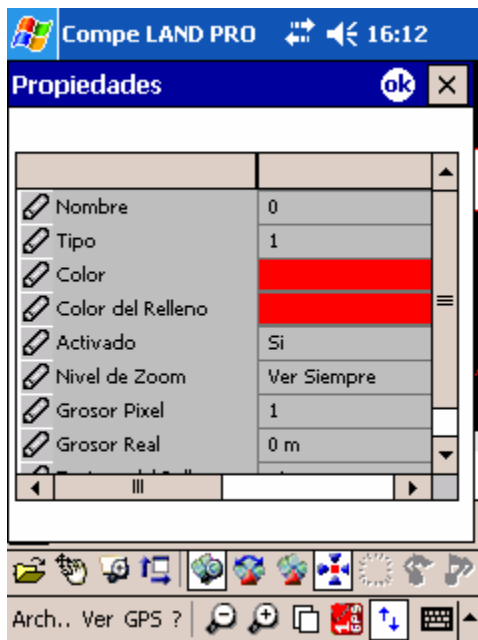 Compe LAND PRO 16:12
Propiedades ok
Nombre 0
Tipo 1
Color
Color del Relleno
Activado Si
Nivel de Zoom Ver Siempre
Grosor Pixel 1
Grosor Real 0 m
Arch.. Ver GPS ?
GPS